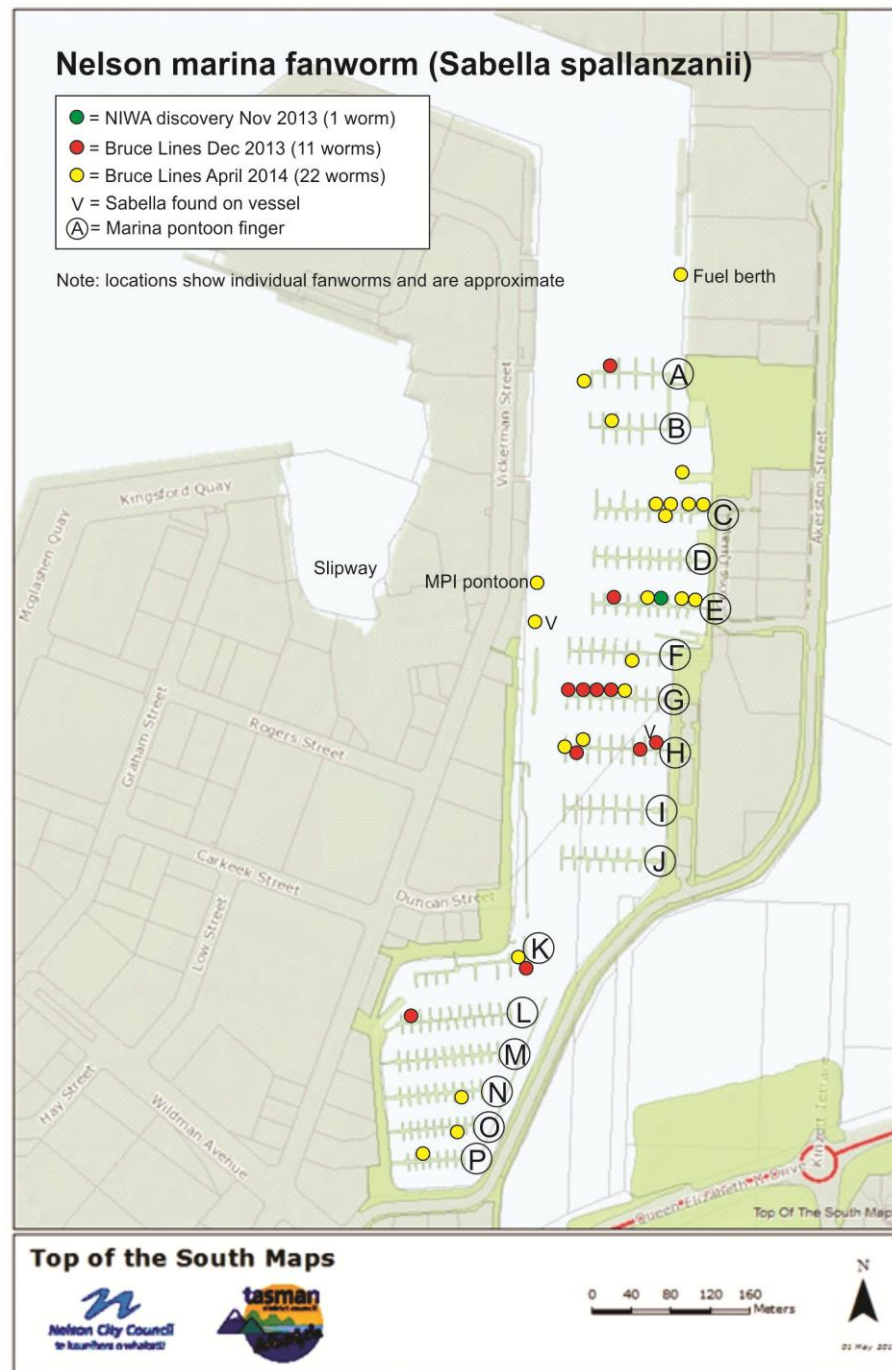 Nelson marina fanworm (Sabella spallanzanii)
= NIWA discovery Nov 2013 (1 worm)
= Bruce Lines Dec 2013 (11 worms)
= Bruce Lines April 2014 (22 worms)
V = Sabella found on vessel
A = Marina pontoon finger
Note: locations show individual fanworms and are approximate
Fuel berth
A
B
C
D
E
F
G
H
I
J
K
L
M
N
O
P
V
V
MPI pontoon
Slipway
Vickerman Street
Akersten Street
Kingsford Quay
Mcglashen Quay
Graham Street
Rogers Street
Carkeek Street
Duncan Street
Low Street
Hay Street
Wildman Avenue
Queen Elizabeth II Drive
Top Of The South Map
Top of the South Maps
Nelson City Council
te kaunihera o whakatū
tasman
district council
0 40 80 120 160
Meters
N